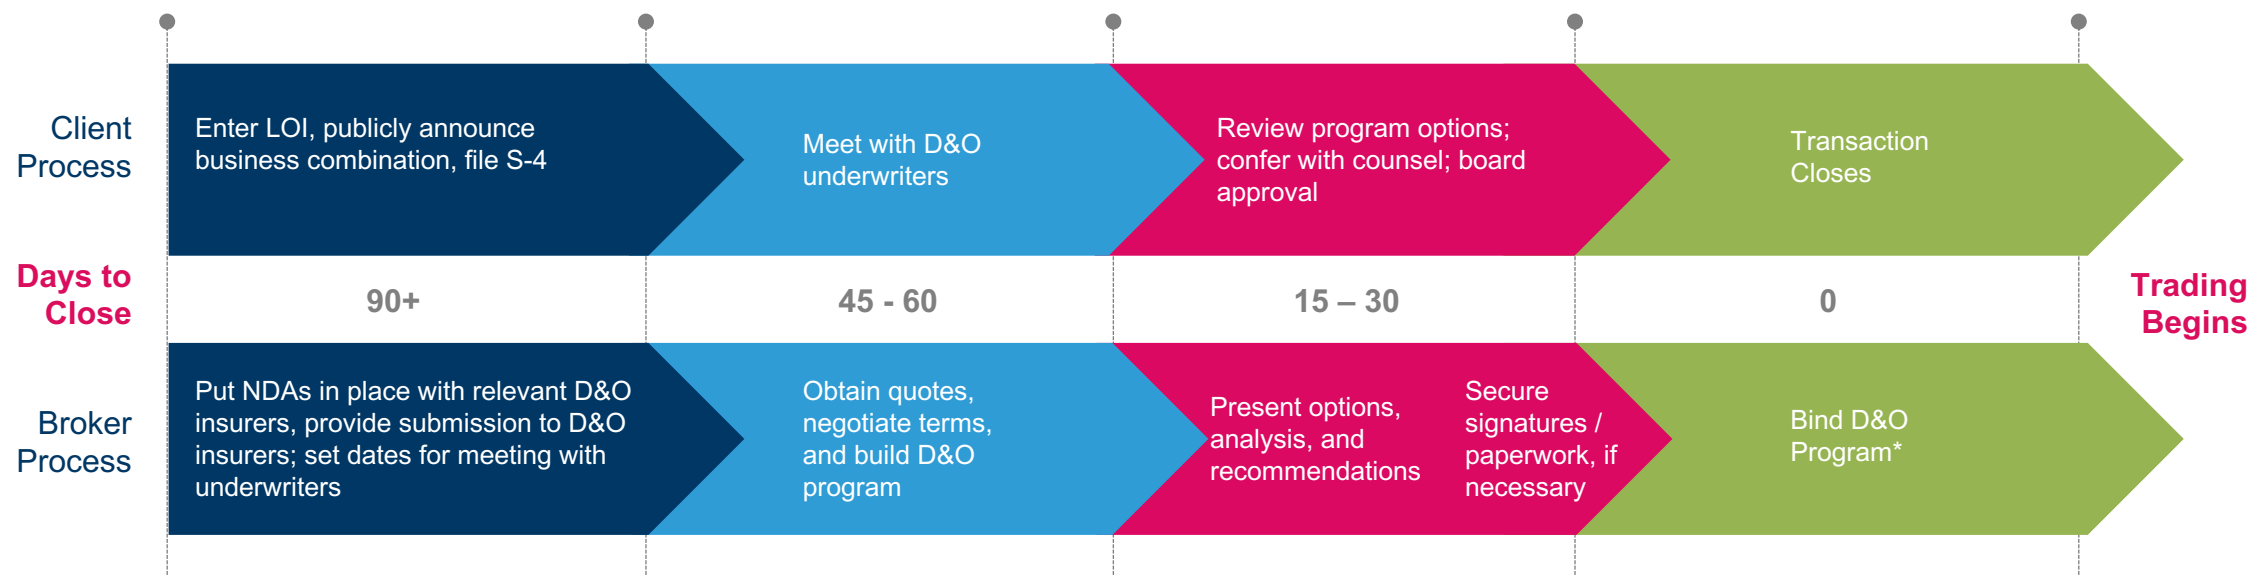 Client
Process
Enter LOI, publicly announce
business combination, file S-4
Meet with D&O
underwriters
Review program options;
confer with counsel; board
approval
Transaction
Closes
Days to
Close
90+
45 - 60
15 – 30
0
Trading
Begins
Broker
Process
Put NDAs in place with relevant D&O
insurers, provide submission to D&O
insurers; set dates for meeting with
underwriters
Obtain quotes,
negotiate terms,
and build D&O
program
Present options,
analysis, and
recommendations
Secure
signatures /
paperwork, if
necessary
Bind D&O
Program*